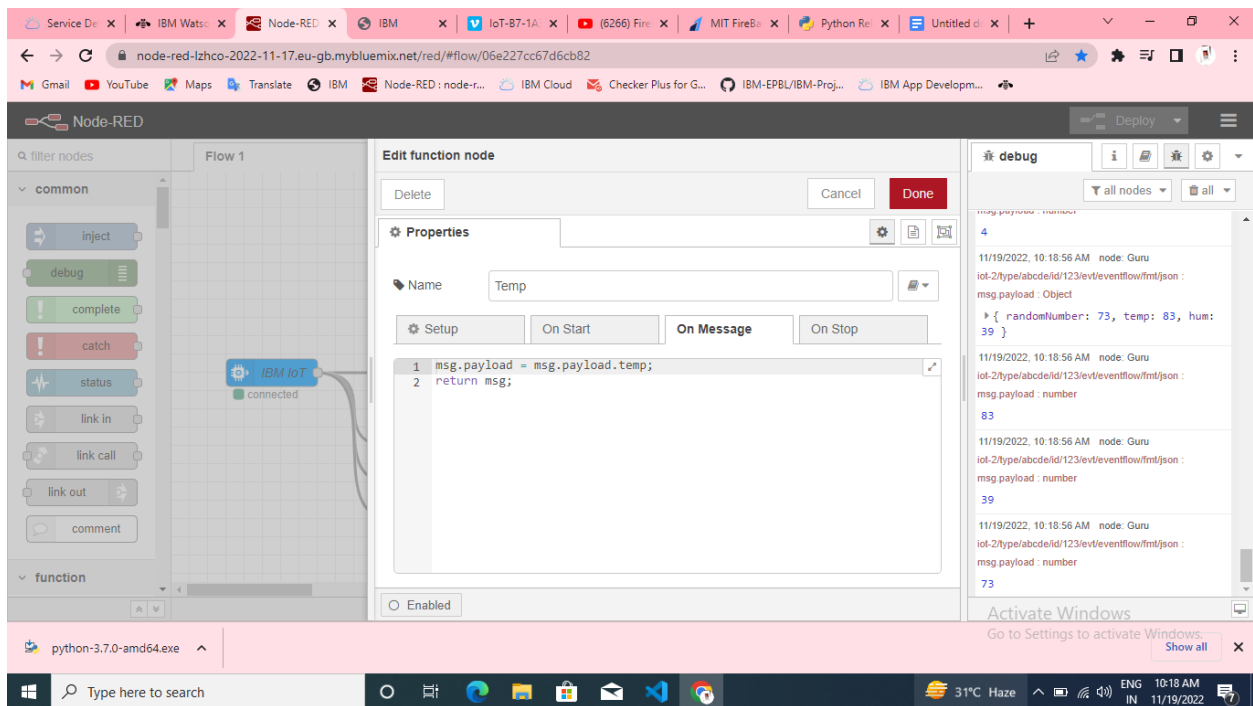 Service De
IBM Wats
Node-RED
IBM
IoT-B7-1A
(6266) Fire
MIT FireBa
Python Rel
Untitled d
node-red-lzhco-2022-11-17.eu-gb.mybluemix.net/red/#flow/06e227cc67d6cb82
Gmail YouTube Maps Translate IBM Node-RED : node-r... IBM Cloud Checker Plus for G... IBM-EPBL/IBM-Proj... IBM App Developm...
Node-RED
Deploy
filter nodes
common
inject
debug
complete
catch
status
link in
link call
link out
comment
function
Flow 1
IBM IoT
connected
Edit function node
Delete
Cancel
Done
Properties
Name
Temp
Setup
On Start
On Message
On Stop
1 msg.payload = msg.payload.temp;
2 return msg;
Enabled
debug
i
all nodes
all
msg.payload : number
4
11/19/2022, 10:18:56 AM node: Guru
iot-2/type/abcde/id/123/evt/eventflow/fmt/json :
msg.payload : Object
{ randomNumber: 73, temp: 83, hum:
39 }
11/19/2022, 10:18:56 AM node: Guru
iot-2/type/abcde/id/123/evt/eventflow/fmt/json :
msg.payload : number
83
11/19/2022, 10:18:56 AM node: Guru
iot-2/type/abcde/id/123/evt/eventflow/fmt/json :
msg.payload : number
39
11/19/2022, 10:18:56 AM node: Guru
iot-2/type/abcde/id/123/evt/eventflow/fmt/json :
msg.payload : number
73
Activate Windows
Go to Settings to activate Windows.
python-3.7.0-amd64.exe
Show all
Type here to search
31°C Haze
ENG
IN
10:18 AM
11/19/2022
7